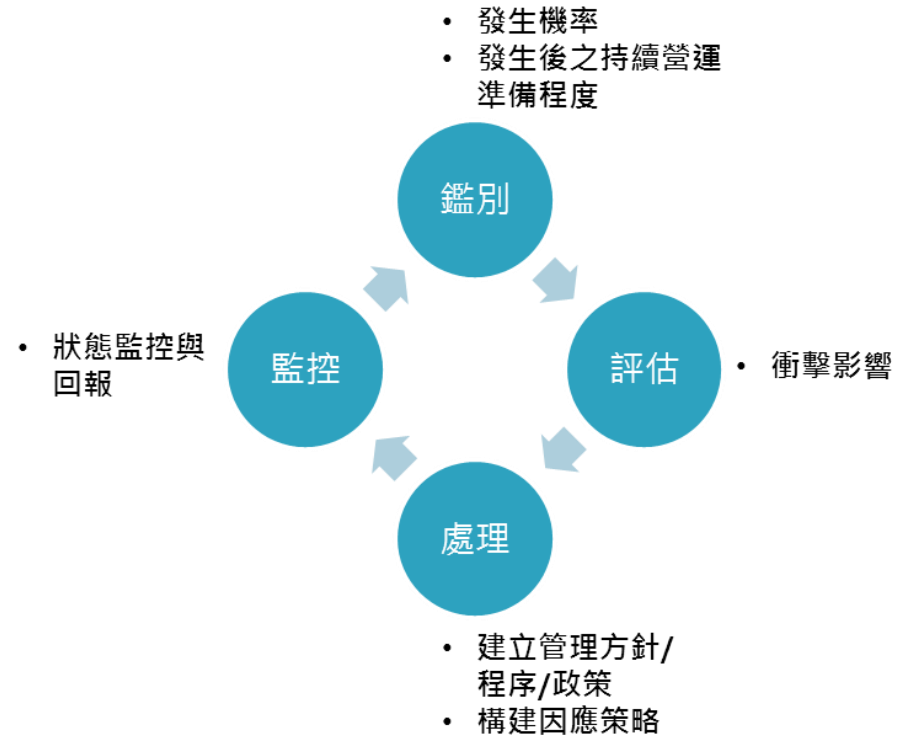 • 發生機率
• 發生後之持續營運
準備程度
鑑別
評估
• 衝擊影響
處理
• 建立管理方針/
程序/政策
• 構建因應策略
監控
• 狀態監控與
回報